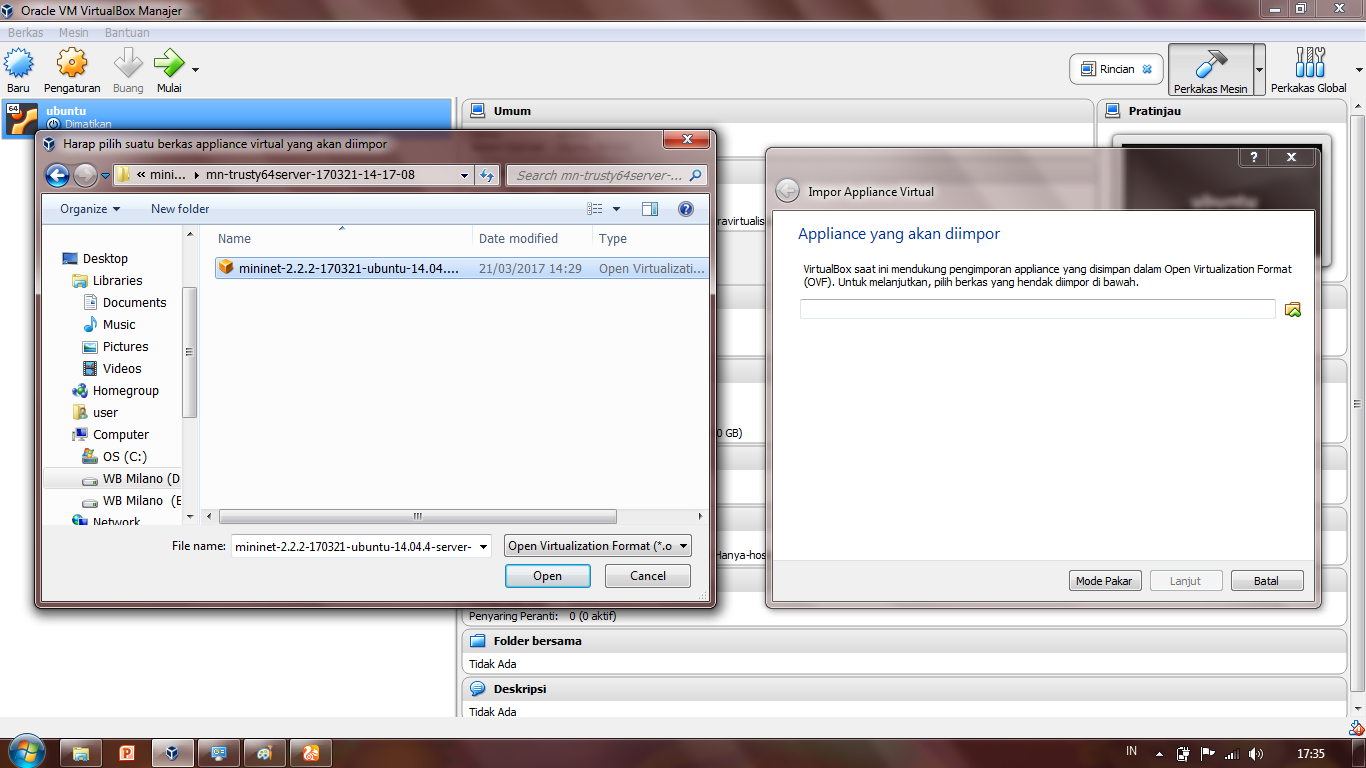 Oracle VM VirtualBox Manajer
Berkas Mesin Bantuan
Baru Pengaturan Buang Mulai
Rincian
Perkakas Mesin
Perkakas Global
64
ubuntu
Dimatikan
Umum
Pratinjau
Harap pilih suatu berkas appliance virtual yang akan diimpor
« mini... mn-trusty64server-170321-14-17-08
Search mn-trusty64server-...
Organize New folder
Name Date modified Type
mininet-2.2.2-170321-ubuntu-14.04.... 21/03/2017 14:29 Open Virtualizati...
Desktop
Libraries
Documents
Music
Pictures
Videos
Homegroup
user
Computer
OS (C:)
WB Milano (D
WB Milano (E
Network
File name: mininet-2.2.2-170321-ubuntu-14.04.4-server-
Open Virtualization Format (*.o
Open Cancel
ubuntu
Impor Appliance Virtual
Appliance yang akan diimpor
VirtualBox saat ini mendukung pengimporan appliance yang disimpan dalam Open Virtualization Format
(OVF). Untuk melanjutkan, pilih berkas yang hendak diimpor di bawah.
Mode Pakar Lanjut Batal
ravirtualis
0 GB)
Hanya-hos
Penyaring Peranti: 0 (0 aktif)
Folder bersama
Tidak Ada
Deskripsi
Tidak Ada
IN
17:35